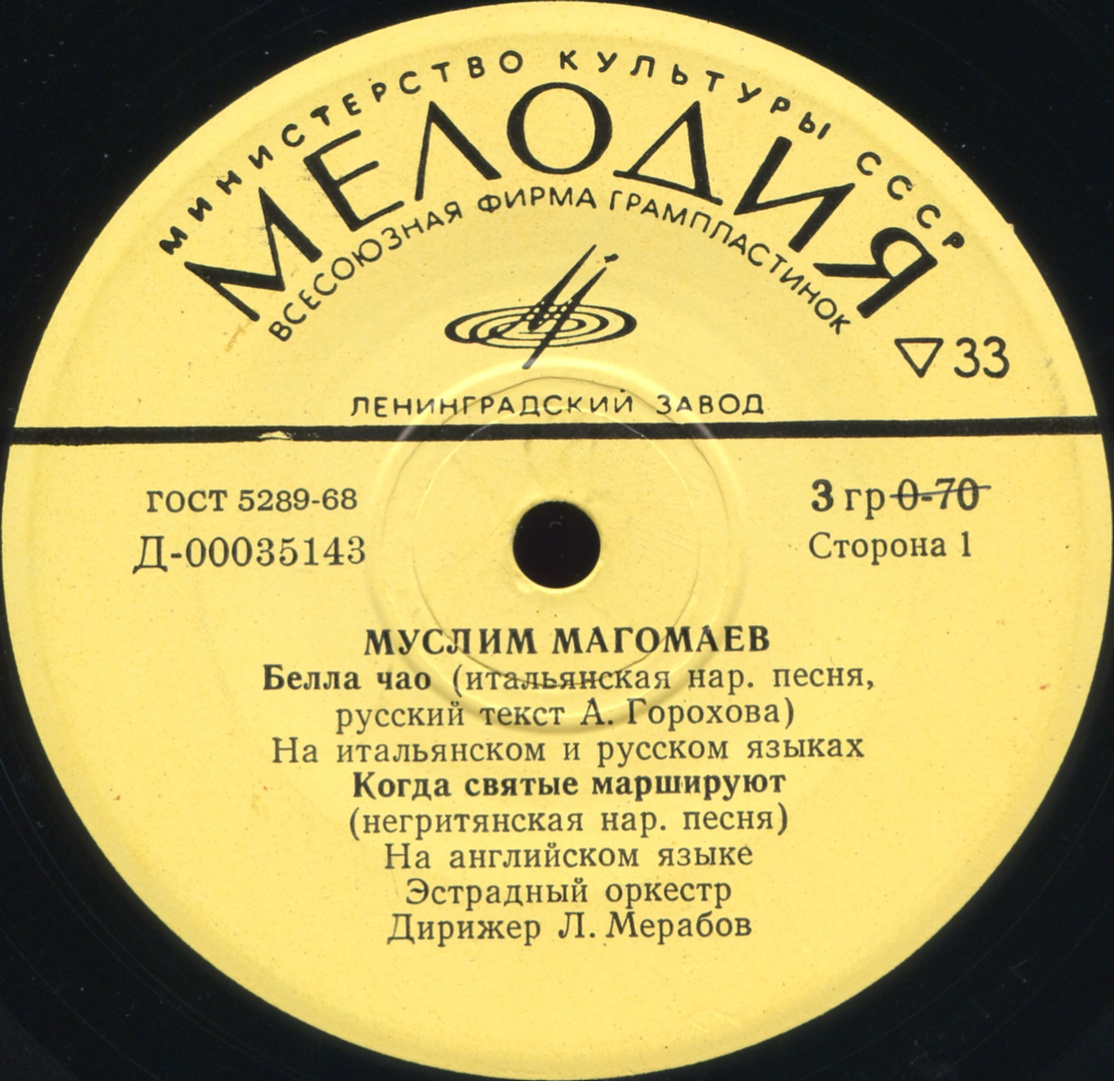 МИНИСТЕРСТВО КУЛЬТУРЫ СССР
МЕЛОДИЯ
ВСЕСОЮЗНАЯ ФИРМА ГРАМПЛАСТИНОК
33
ЛЕНИНГРАДСКИЙ ЗАВОД
ГОСТ 5289-68
3 гр 0-70
Д-00035143
Сторона 1
МУСЛИМ МАГОМАЕВ
Белла чао (итальянская нар. песня,
русский текст А. Горохова)
На итальянском и русском языках
Когда святые маршируют
(негритянская нар. песня)
На английском языке
Эстрадный оркестр
Дирижер Л. Мерабов